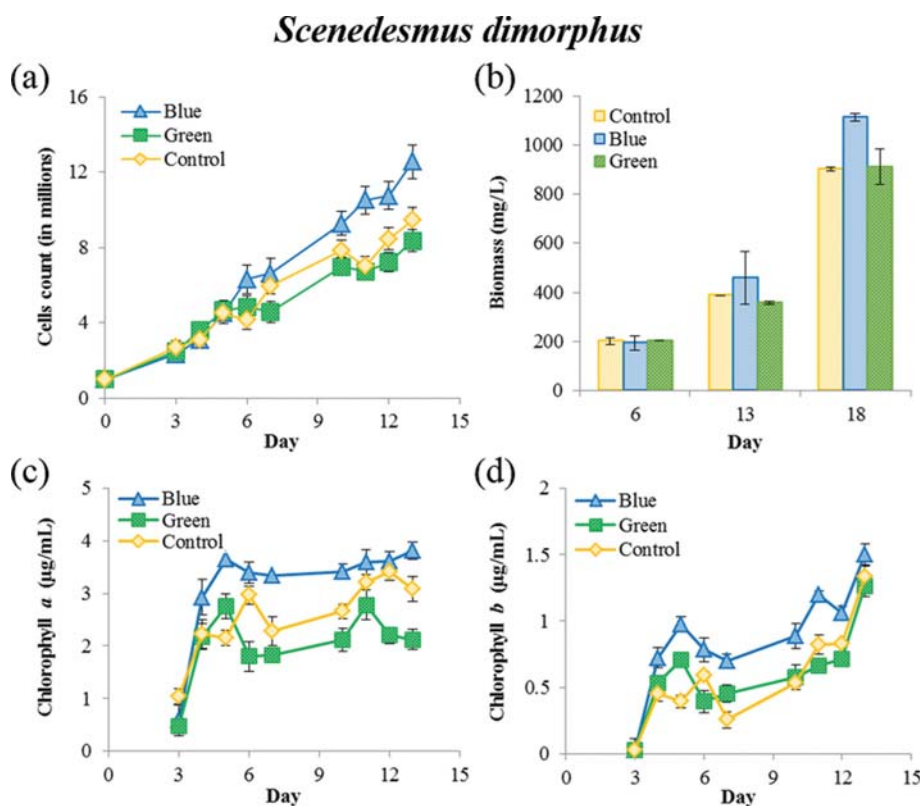 Scenedesmus dimorphus
(a)
16
12
8
4
0
Cells count (in millions)
Blue
Green
Control
0 3 6 9 12 15
Day
(b)
1200
1000
800
600
400
200
0
Biomass (mg/L)
Control
Blue
Green
6 13 18
Day
(c)
5
4
3
2
1
0
Chlorophyll a (µg/mL)
Blue
Green
Control
0 3 6 9 12 15
Day
(d)
2
1.5
1
0.5
0
Chlorophyll b (µg/mL)
Blue
Green
Control
0 3 6 9 12 15
Day